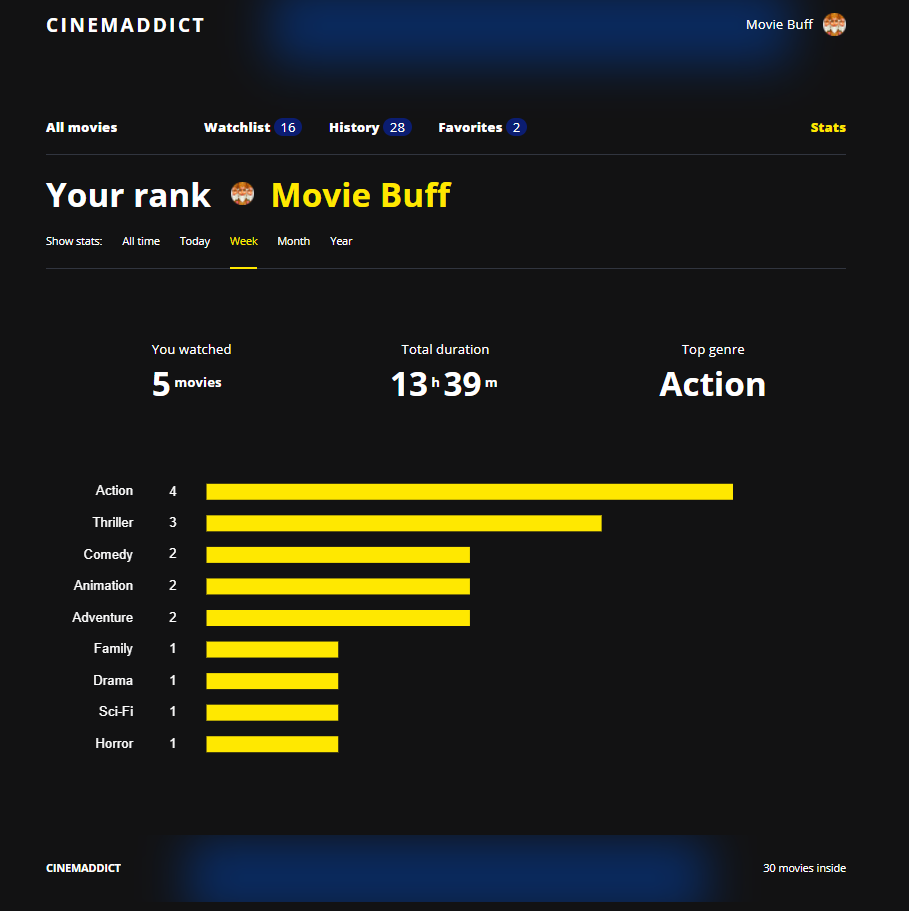 CINEMADDICT Movie Buff
All movies Watchlist 16 History 28 Favorites 2 Stats
Your rank Movie Buff
Show stats: All time Today Week Month Year
You watched Total duration Top genre
5 movies 13 h 39 m Action
Action 4
Thriller 3
Comedy 2
Animation 2
Adventure 2
Family 1
Drama 1
Sci-Fi 1
Horror 1
CINEMADDICT 30 movies inside